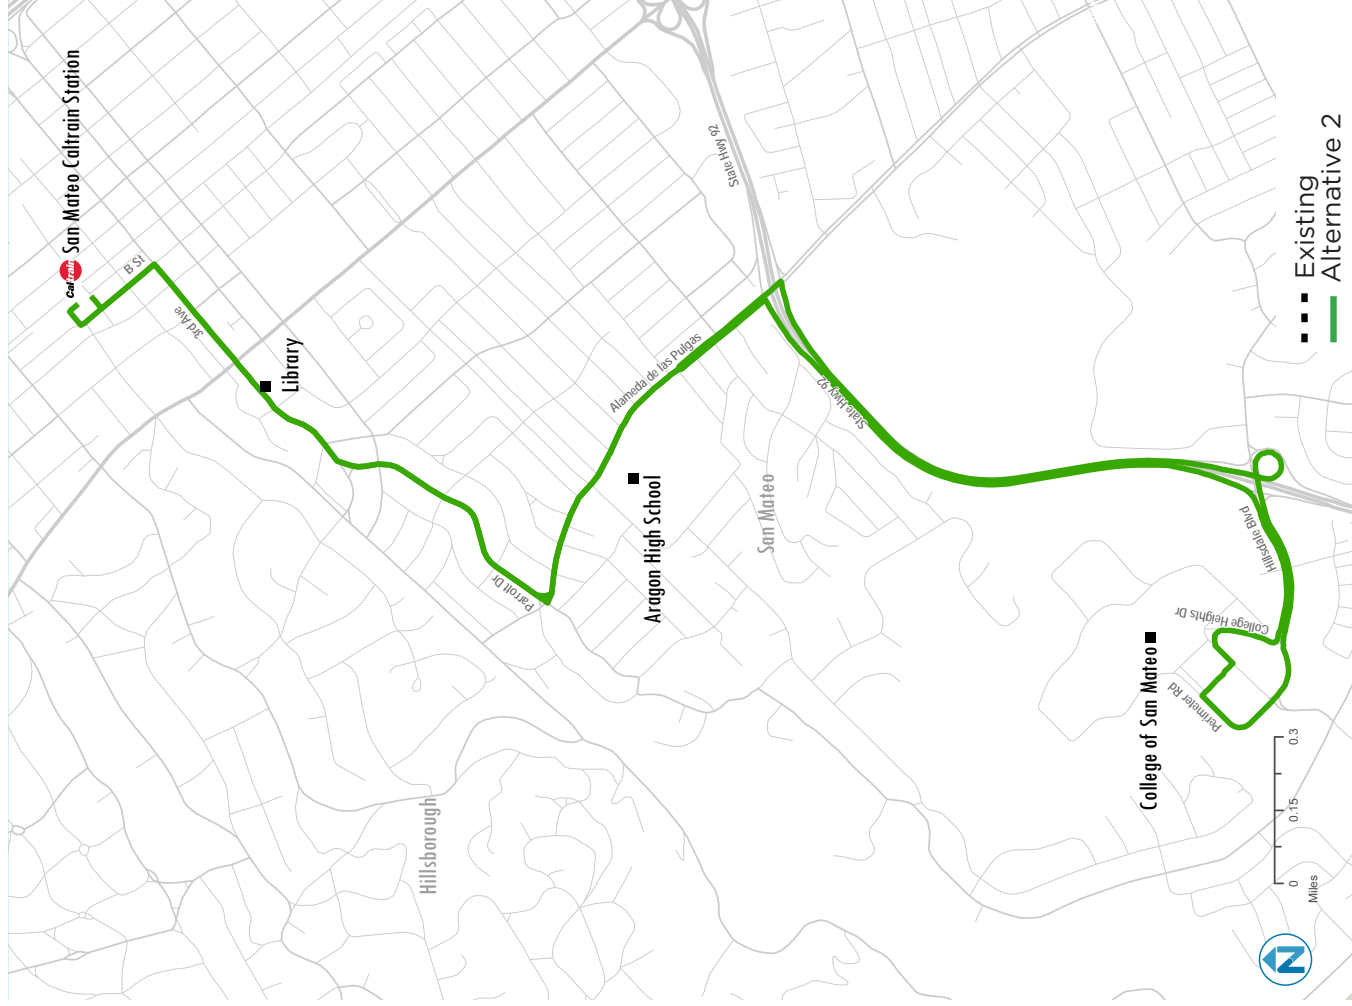 San Mateo Caltrain Station
Caltrain
B St
3rd Ave
Library
State Hwy 92
Alameda de las Pulgas
State Hwy 92
Parrott Dr
Aragon High School
San Mateo
Hillsborough
Hillsdale Blvd
College Heights Dr
Perimeter Rd
College of San Mateo
Existing
Alternative 2
0
0.15
0.3
Miles
N